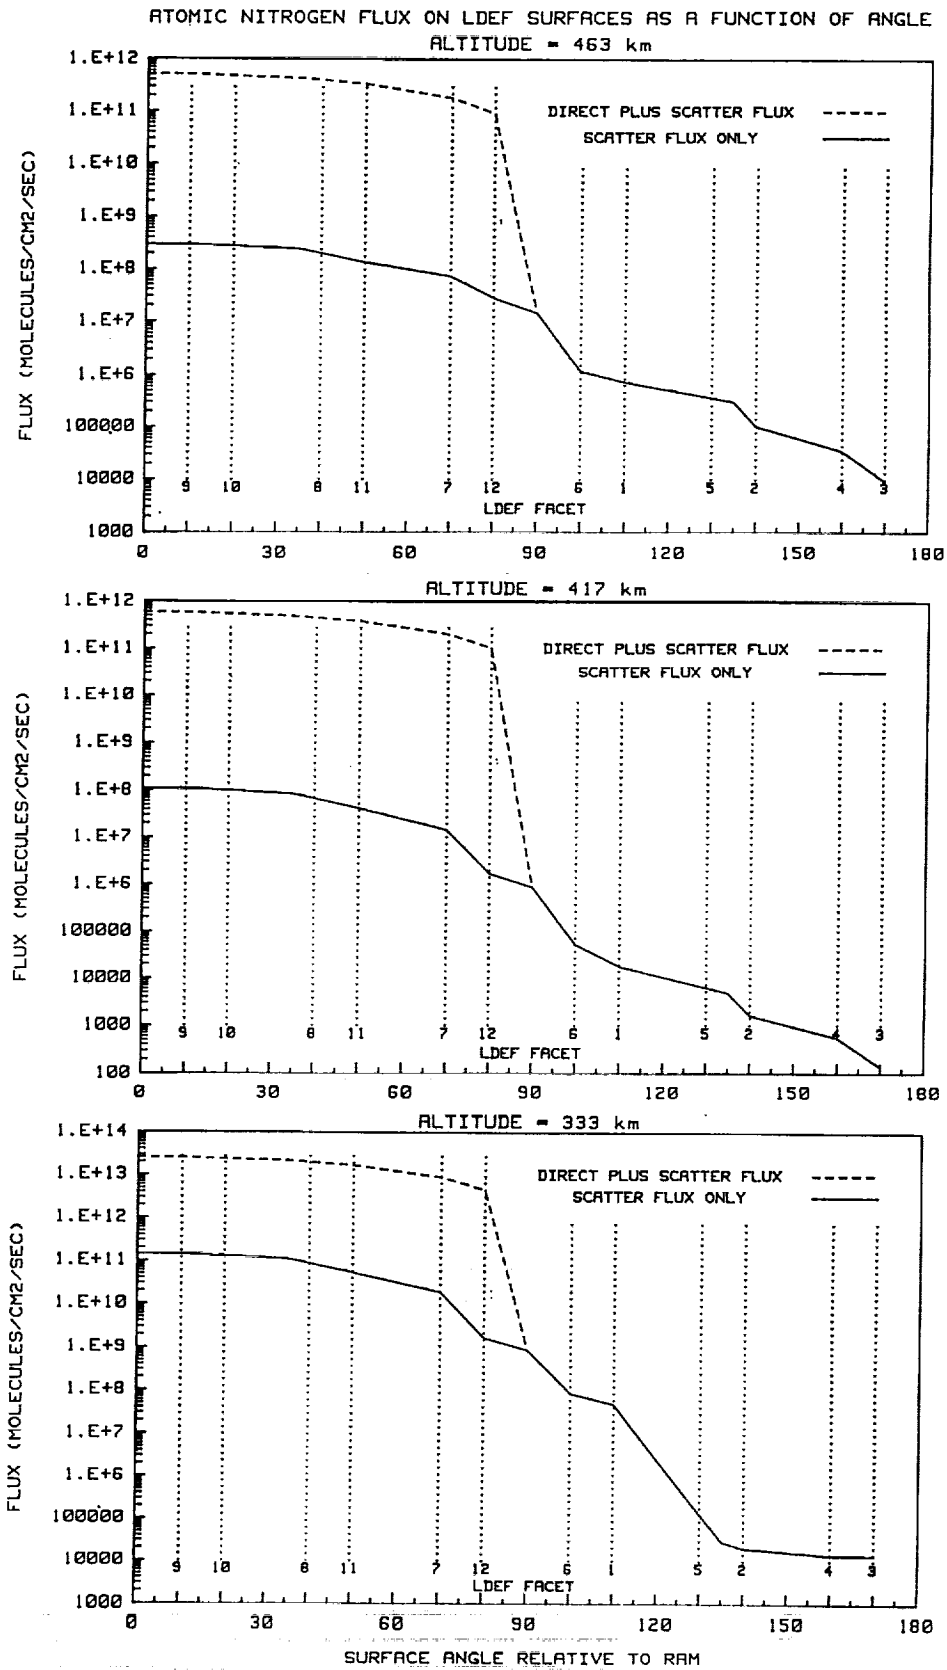 ATOMIC NITROGEN FLUX ON LDEF SURFACES AS A FUNCTION OF ANGLE
ALTITUDE = 463 km
1.E+12
1.E+11
1.E+10
1.E+9
1.E+8
1.E+7
1.E+6
100000
10000
1000
FLUX (MOLECULES/CM2/SEC)
DIRECT PLUS SCATTER FLUX
SCATTER FLUX ONLY
9 10 8 11 7 12 6 1 5 2 4 3
LDEF FACET
0 30 60 90 120 150 180
ALTITUDE = 417 km
1.E+12
1.E+11
1.E+10
1.E+9
1.E+8
1.E+7
1.E+6
100000
10000
1000
100
FLUX (MOLECULES/CM2/SEC)
DIRECT PLUS SCATTER FLUX
SCATTER FLUX ONLY
9 10 8 11 7 12 6 1 5 2 4 3
LDEF FACET
0 30 60 90 120 150 180
ALTITUDE = 333 km
1.E+14
1.E+13
1.E+12
1.E+11
1.E+10
1.E+9
1.E+8
1.E+7
1.E+6
100000
10000
1000
FLUX (MOLECULES/CM2/SEC)
DIRECT PLUS SCATTER FLUX
SCATTER FLUX ONLY
9 10 8 11 7 12 6 1 5 2 4 3
LDEF FACET
0 30 60 90 120 150 180
SURFACE ANGLE RELATIVE TO RAM